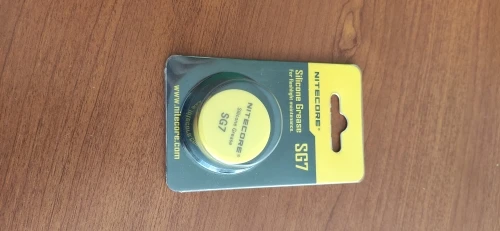 NITECORE®
Silicone Grease
For flashlight maintenance.
SG7
NITECORE®
Silicone Grease
SG7
www.nitecore.com